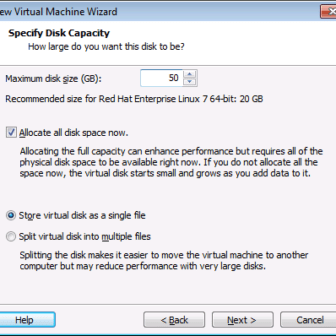 ew Virtual Machine Wizard
Specify Disk Capacity
How large do you want this disk to be?
Maximum disk size (GB): 50
Recommended size for Red Hat Enterprise Linux 7 64-bit: 20 GB
Allocate all disk space now.
Allocating the full capacity can enhance performance but requires all of the
physical disk space to be available right now. If you do not allocate all the
space now, the virtual disk starts small and grows as you add data to it.
Store virtual disk as a single file
Split virtual disk into multiple files
Splitting the disk makes it easier to move the virtual machine to another
computer but may reduce performance with very large disks.
Help < Back Next > Cancel